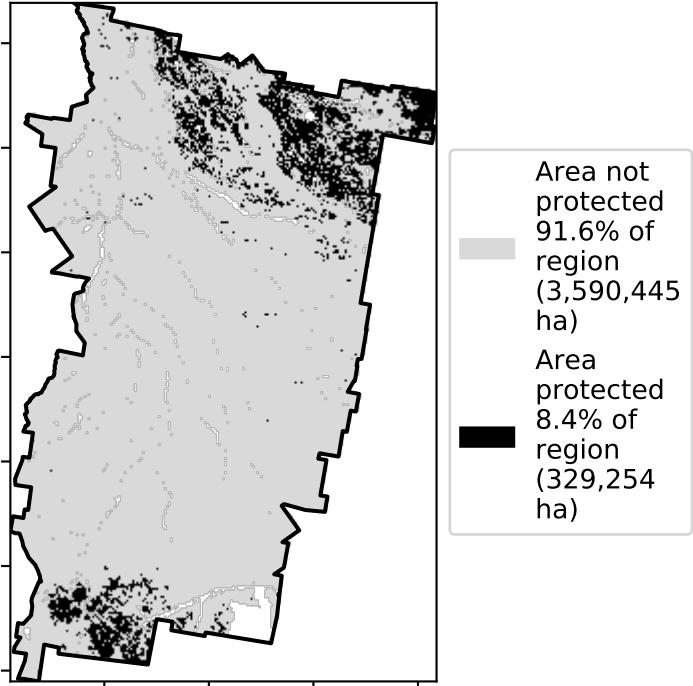 Area not
protected
91.6% of
region
(3,590,445
ha)
Area
protected
8.4% of
region
(329,254
ha)